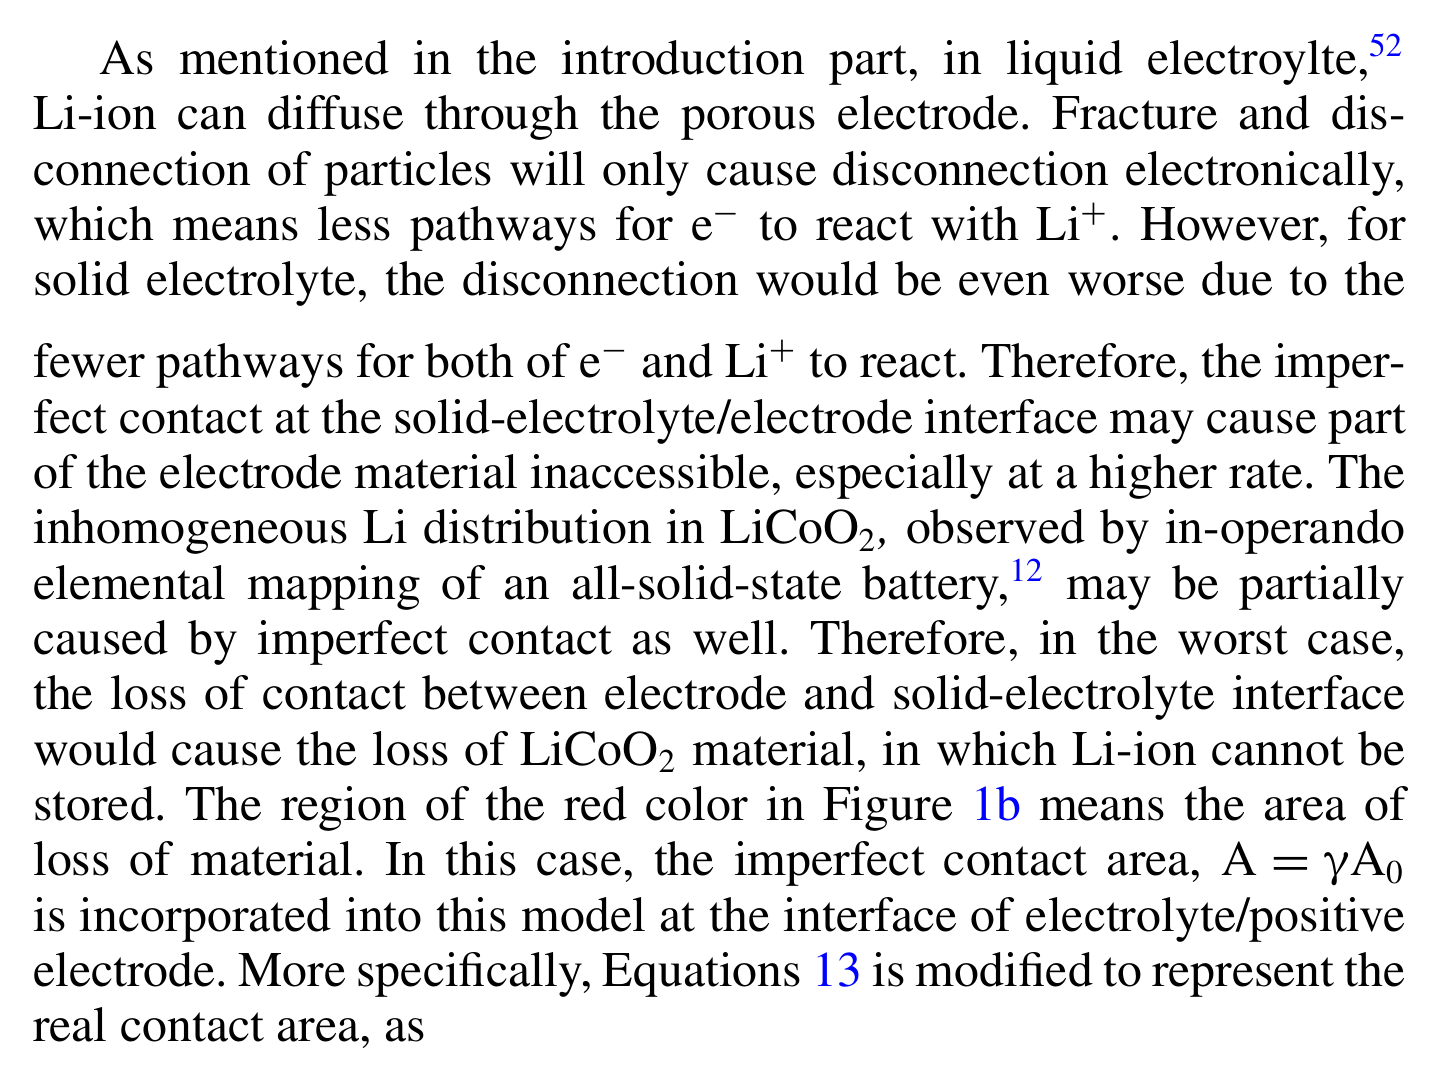 As mentioned in the introduction part, in liquid electroylte,52
Li-ion can diffuse through the porous electrode. Fracture and dis-
connection of particles will only cause disconnection electronically,
which means less pathways for e− to react with Li+. However, for
solid electrolyte, the disconnection would be even worse due to the
fewer pathways for both of e− and Li+ to react. Therefore, the imper-
fect contact at the solid-electrolyte/electrode interface may cause part
of the electrode material inaccessible, especially at a higher rate. The
inhomogeneous Li distribution in LiCoO2, observed by in-operando
elemental mapping of an all-solid-state battery,12 may be partially
caused by imperfect contact as well. Therefore, in the worst case,
the loss of contact between electrode and solid-electrolyte interface
would cause the loss of LiCoO2 material, in which Li-ion cannot be
stored. The region of the red color in Figure 1b means the area of
loss of material. In this case, the imperfect contact area, A = γA0
is incorporated into this model at the interface of electrolyte/positive
electrode. More specifically, Equations 13 is modified to represent the
real contact area, as